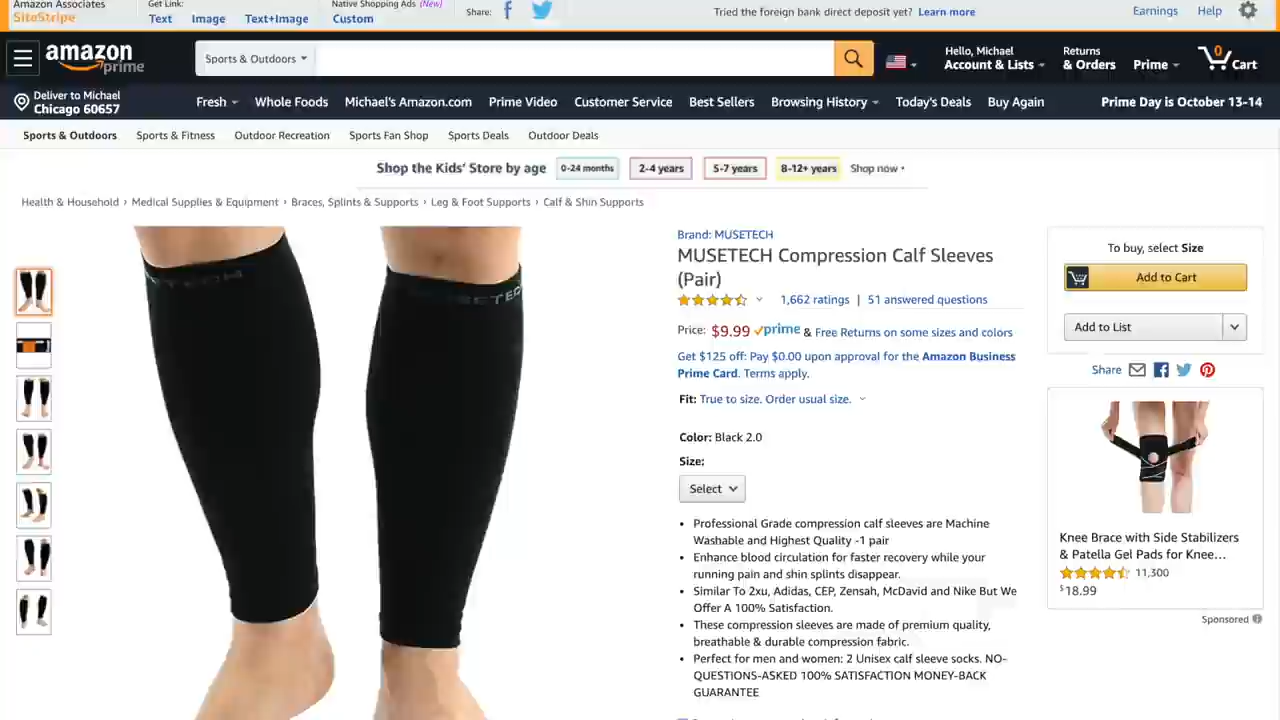 Amazon Associates
SiteStripe
Get Link:
Text
Image
Text+Image
Native Shopping Ads (New)
Custom
Share:
Tried the foreign bank direct deposit yet? Learn more
Earnings
Help
amazon
prime
Sports & Outdoors
Hello, Michael
Account & Lists
Returns
& Orders
Prime
0
Cart
Deliver to Michael
Chicago 60657
Fresh
Whole Foods
Michael's Amazon.com
Prime Video
Customer Service
Best Sellers
Browsing History
Today's Deals
Buy Again
Prime Day is October 13-14
Sports & Outdoors
Sports & Fitness
Outdoor Recreation
Sports Fan Shop
Sports Deals
Outdoor Deals
Shop the Kids' Store by age
0-24 months
2-4 years
5-7 years
8-12+ years
Shop now
Health & Household › Medical Supplies & Equipment › Braces, Splints & Supports › Leg & Foot Supports › Calf & Shin Supports
Brand: MUSETECH
MUSETECH Compression Calf Sleeves
(Pair)
1,662 ratings | 51 answered questions
Price: $9.99 prime & Free Returns on some sizes and colors
Get $125 off: Pay $0.00 upon approval for the Amazon Business
Prime Card. Terms apply.
Fit: True to size. Order usual size.
Color: Black 2.0
Size:
Select
• Professional Grade compression calf sleeves are Machine
Washable and Highest Quality -1 pair
• Enhance blood circulation for faster recovery while your
running pain and shin splints disappear.
• Similar To 2xu, Adidas, CEP, Zensah, McDavid and Nike But We
Offer A 100% Satisfaction.
• These compression sleeves are made of premium quality,
breathable & durable compression fabric.
• Perfect for men and women: 2 Unisex calf sleeve socks. NO-
QUESTIONS-ASKED 100% SATISFACTION MONEY-BACK
GUARANTEE
To buy, select Size
Add to Cart
Add to List
Share
Knee Brace with Side Stabilizers
& Patella Gel Pads for Knee...
11,300
$18.99
Sponsored